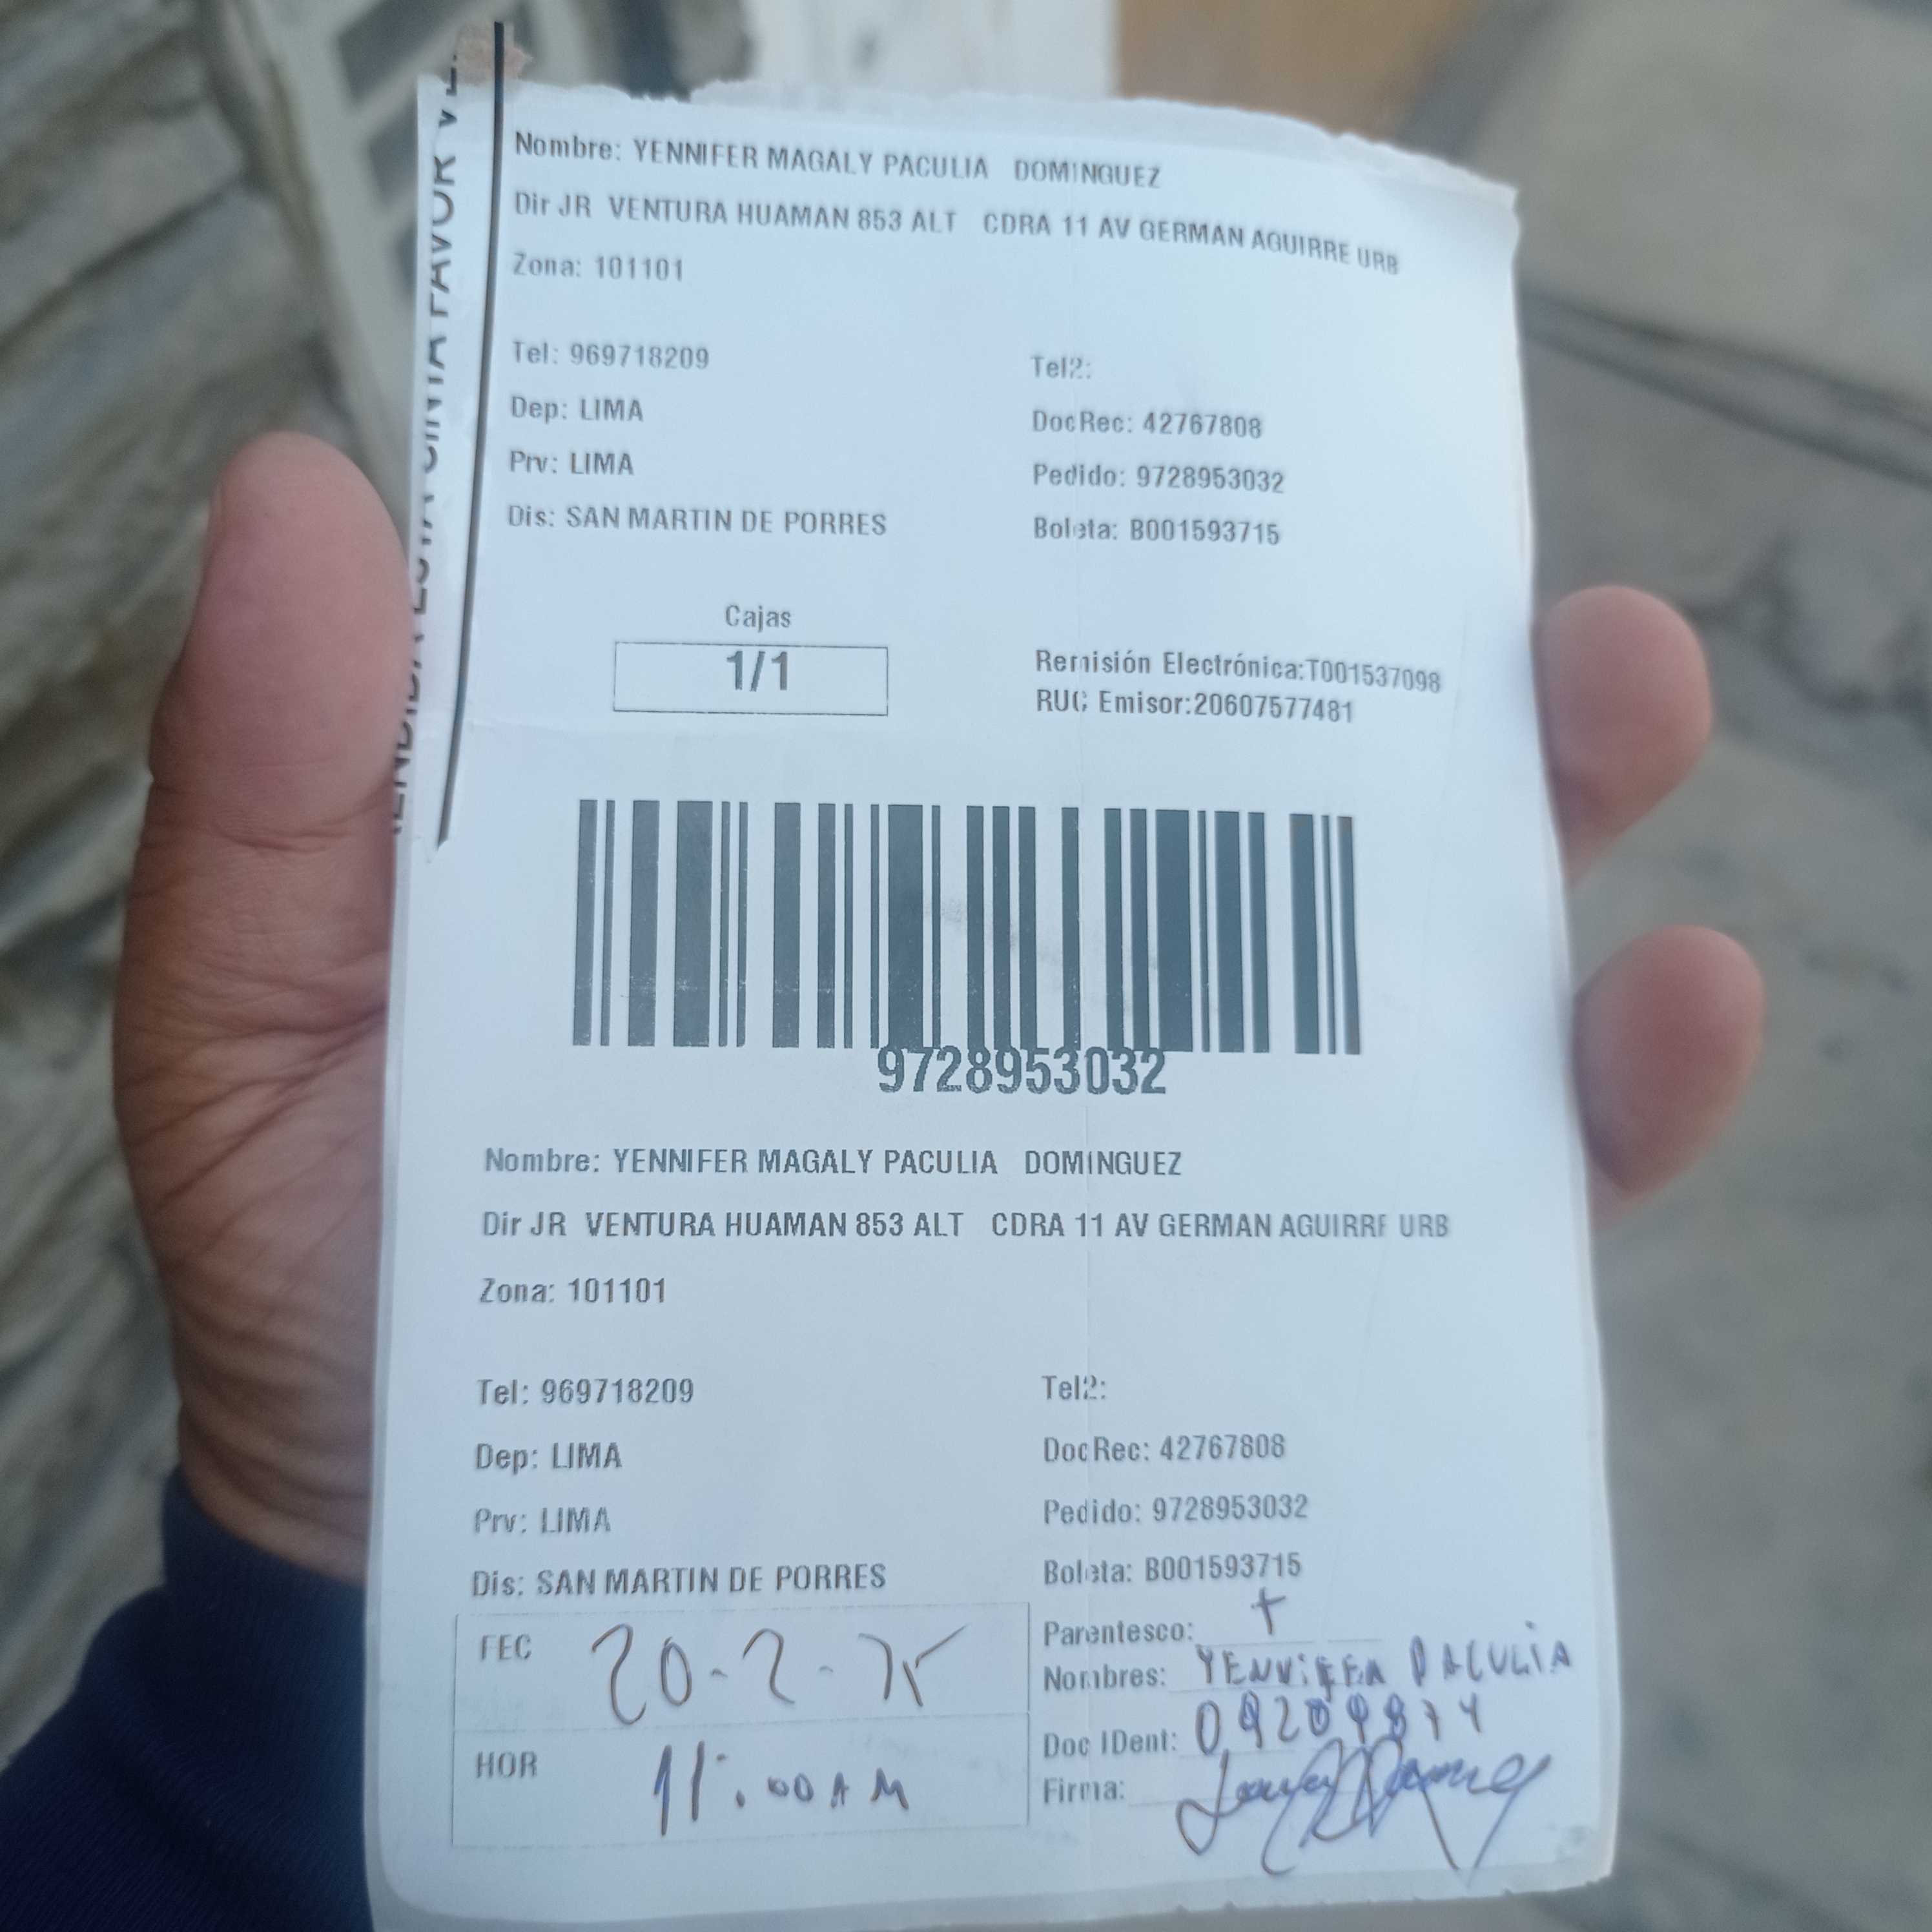 Nombre: YENNIFER MAGALY PACULIA DOMINGUEZ
Dir JR VENTURA HUAMAN 853 ALT CDRA 11 AV GERMAN AGUIRRE URB
Zona: 101101
Tel: 969718209
Tel2:
Dep: LIMA
DocRec: 42767808
Prv: LIMA
Pedido: 9728953032
Dis: SAN MARTIN DE PORRES
Boleta: B001593715
Cajas
1/1
Remisión Electrónica:T001537098
RUC Emisor:20607577481
9728953032
Nombre: YENNIFER MAGALY PACULIA DOMINGUEZ
Dir JR VENTURA HUAMAN 853 ALT CDRA 11 AV GERMAN AGUIRRE URB
Zona: 101101
Tel: 969718209
Tel2:
Dep: LIMA
DocRec: 42767808
Prv: LIMA
Pedido: 9728953032
Dis: SAN MARTIN DE PORRES
Boleta: B001593715
FEC 20-2-25
Parentesco: T
Nombres: YENNIFER PACULIA
HOR 11:00 AM
Doc IDent:
Firma:
CINTA FAVOR